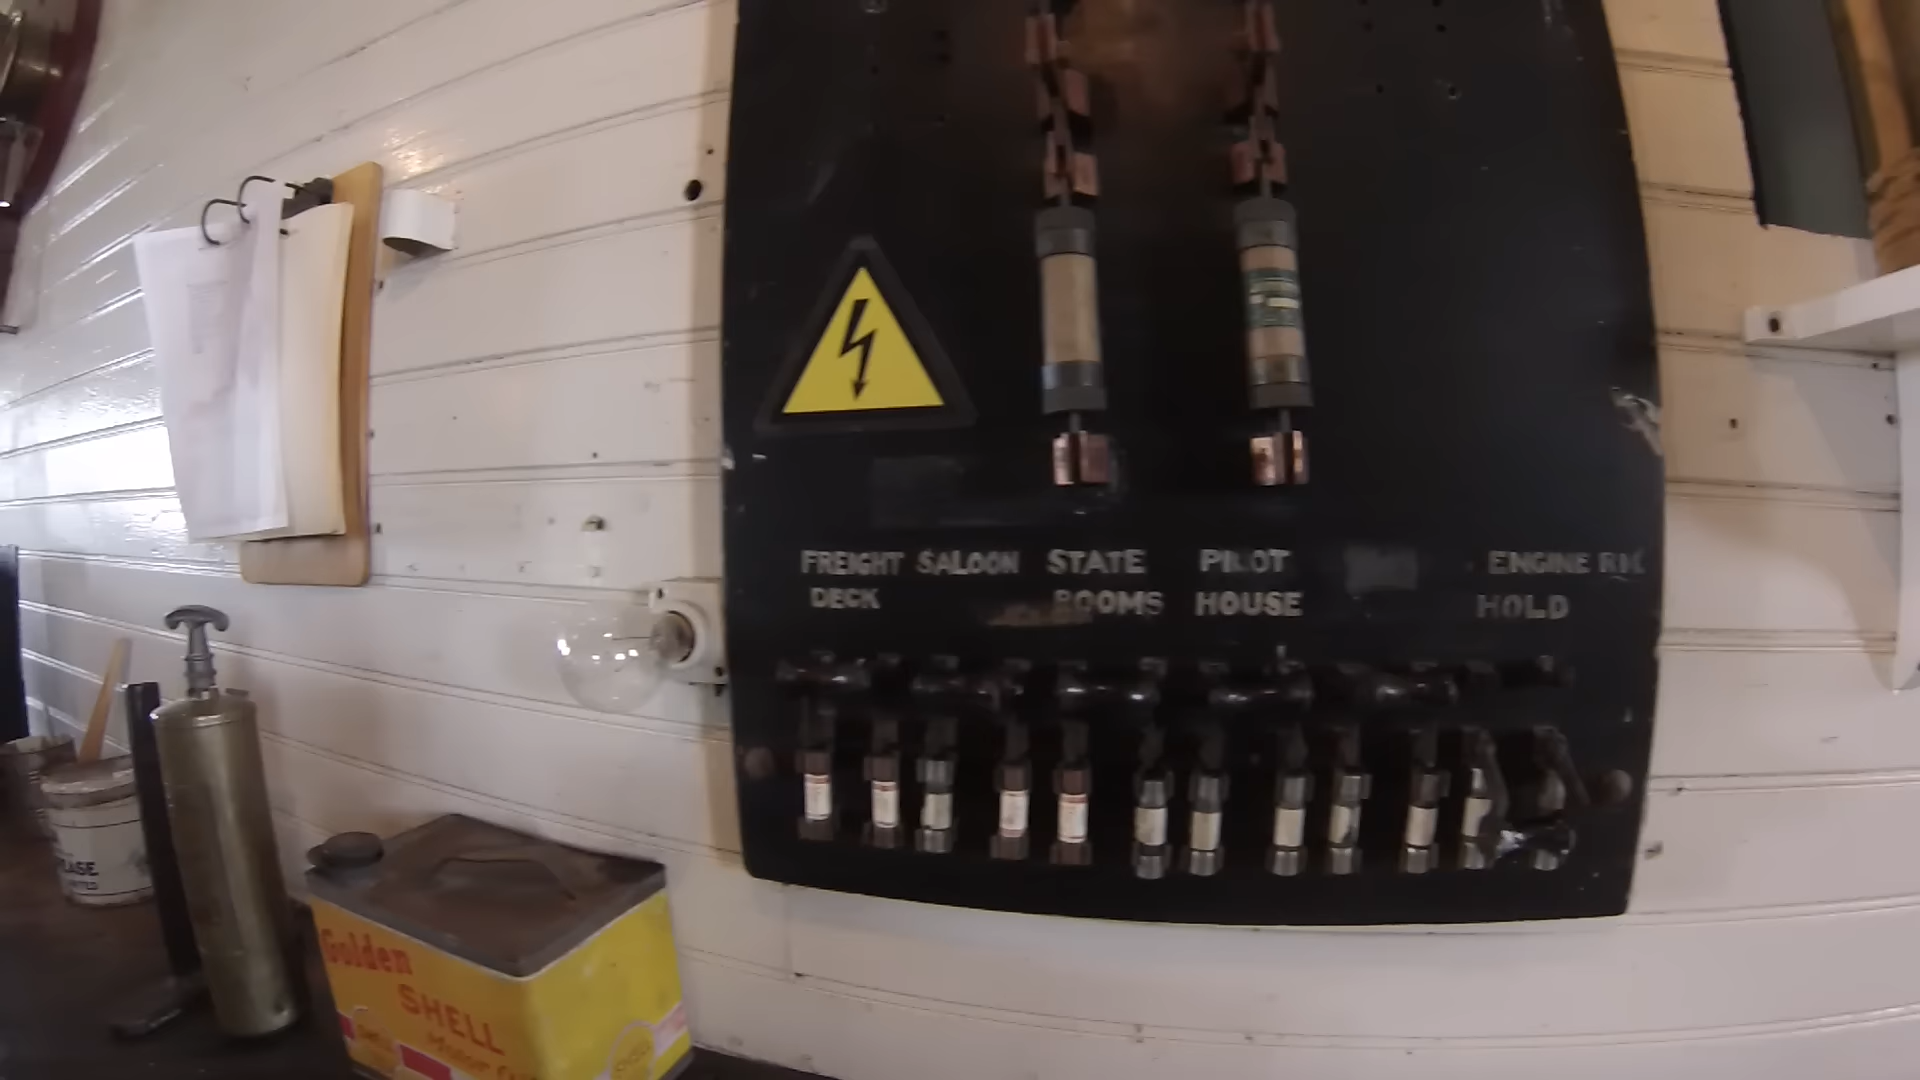 FREIGHT SALOON STATE PILOT ENGINE RM
DECK ROOMS HOUSE HOLD
Golden
SHELL